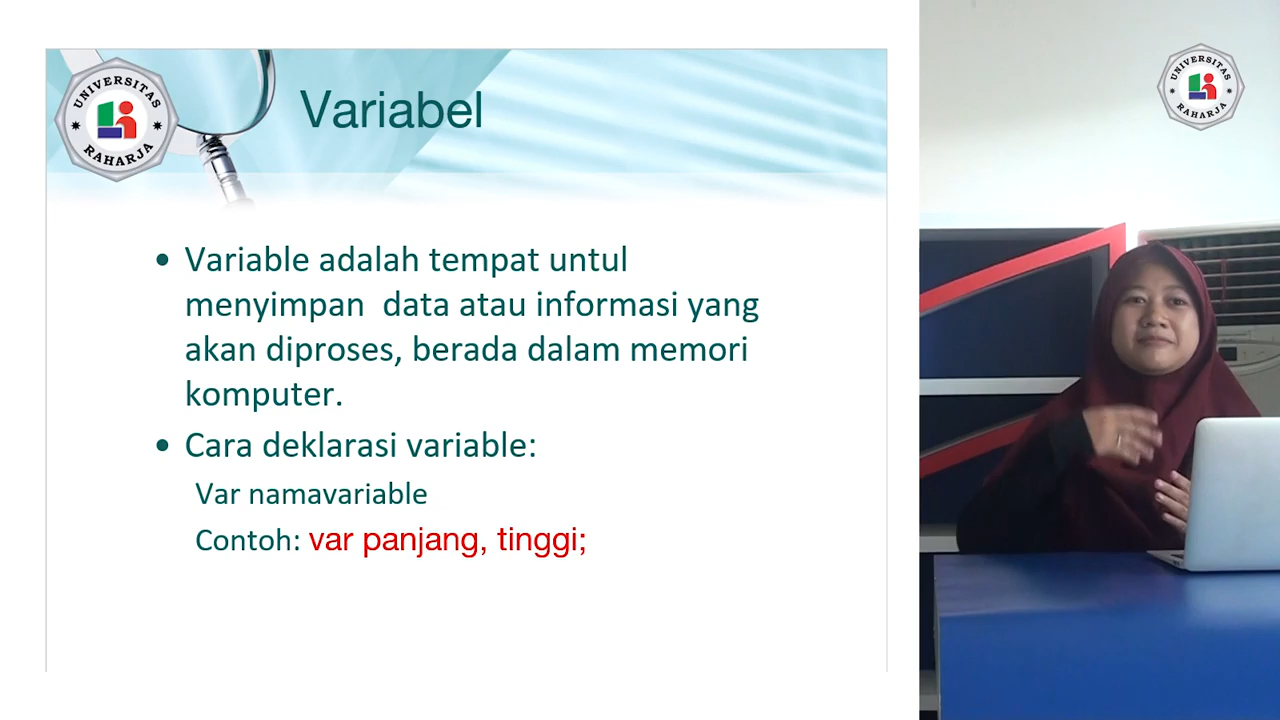 UNIVERSITAS
RAHARJA
Variabel
• Variable adalah tempat untul
menyimpan  data atau informasi yang
akan diproses, berada dalam memori
komputer.
• Cara deklarasi variable:
Var namavariable
Contoh: var panjang, tinggi;
UNIVERSITAS
RAHARJA